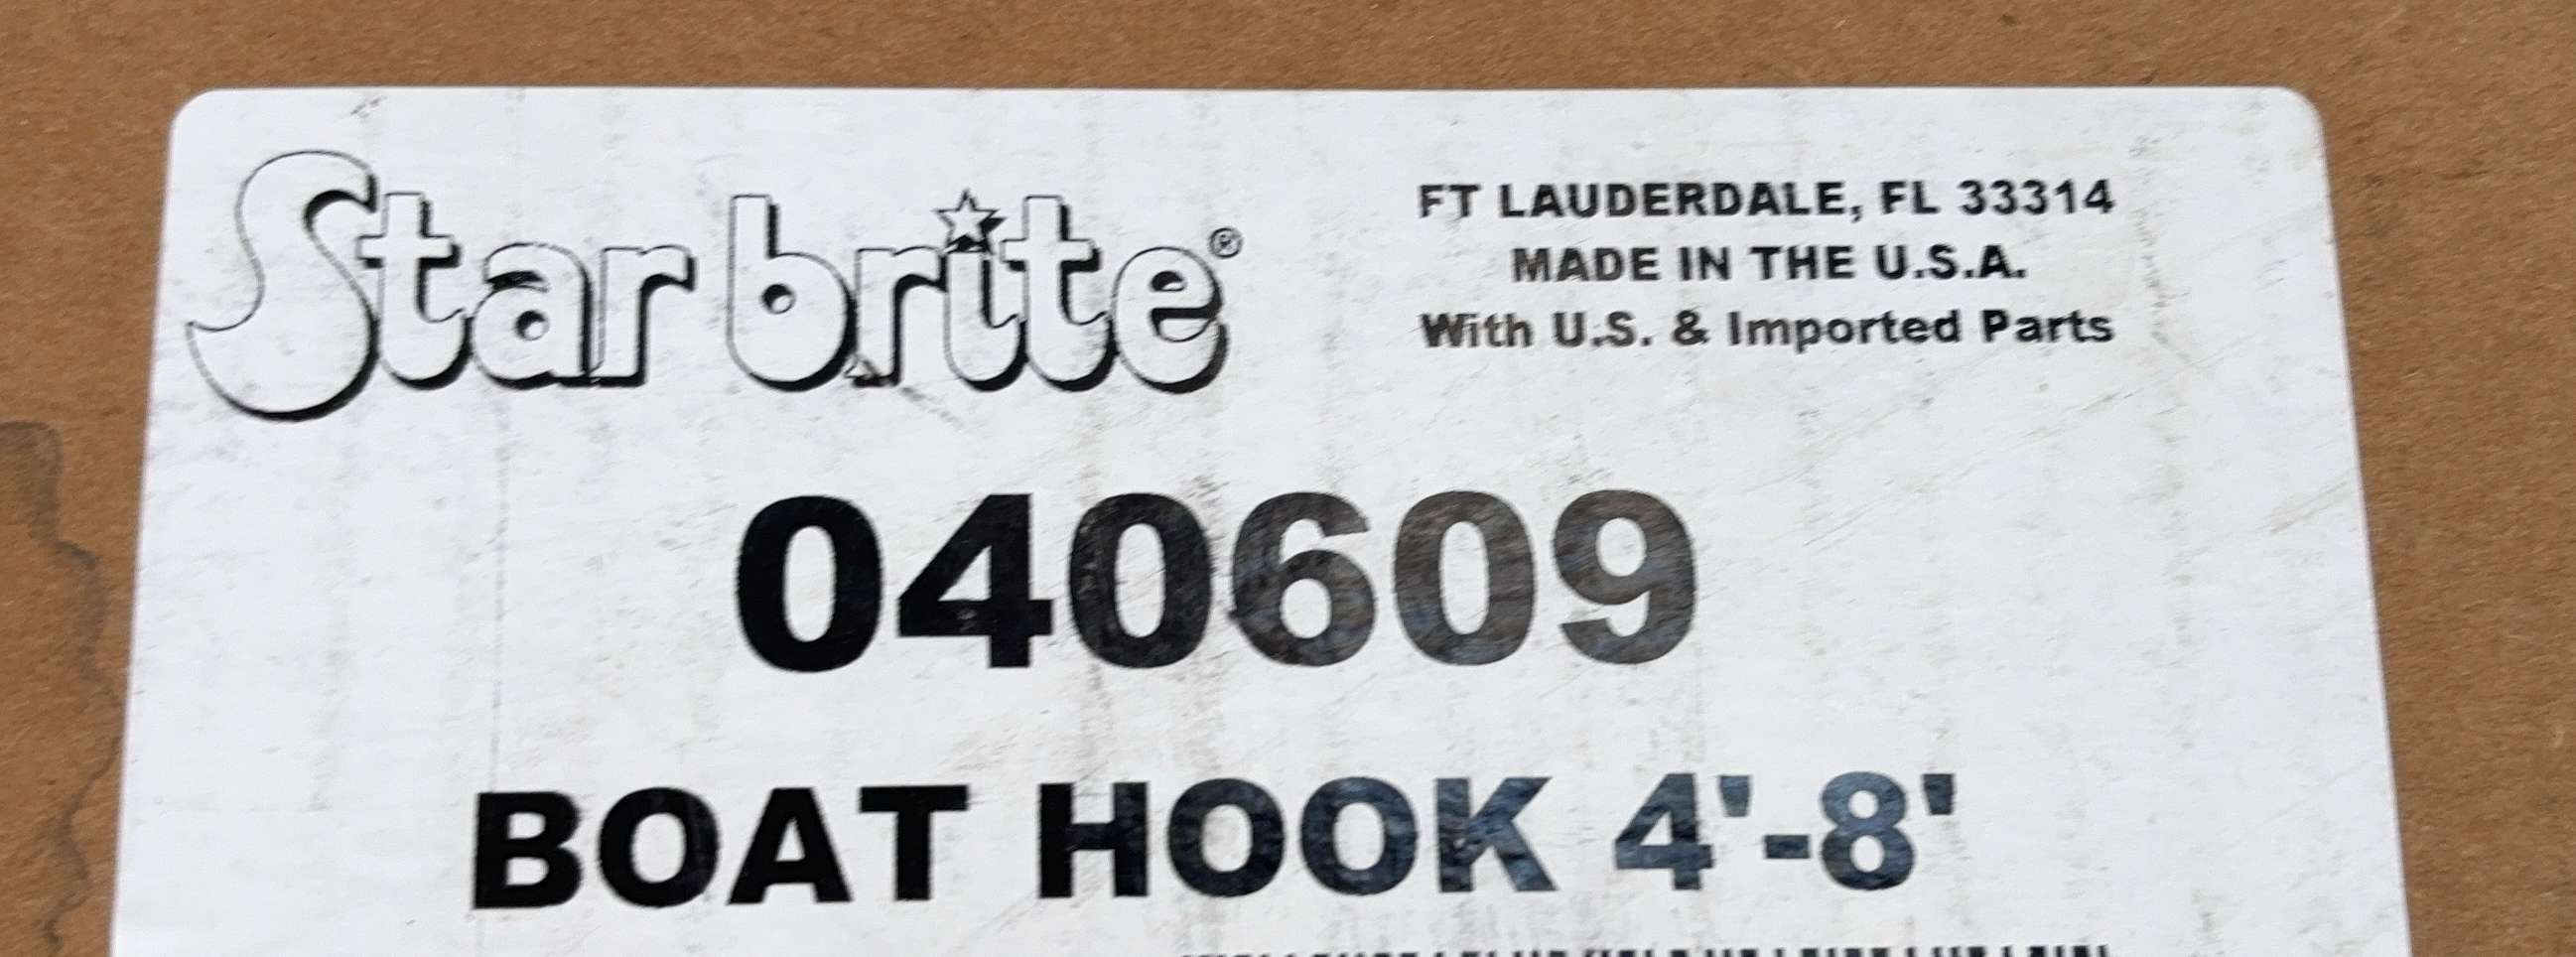 Star brite®
FT LAUDERDALE, FL 33314
MADE IN THE U.S.A.
With U.S. & Imported Parts
040609
BOAT HOOK 4'-8'